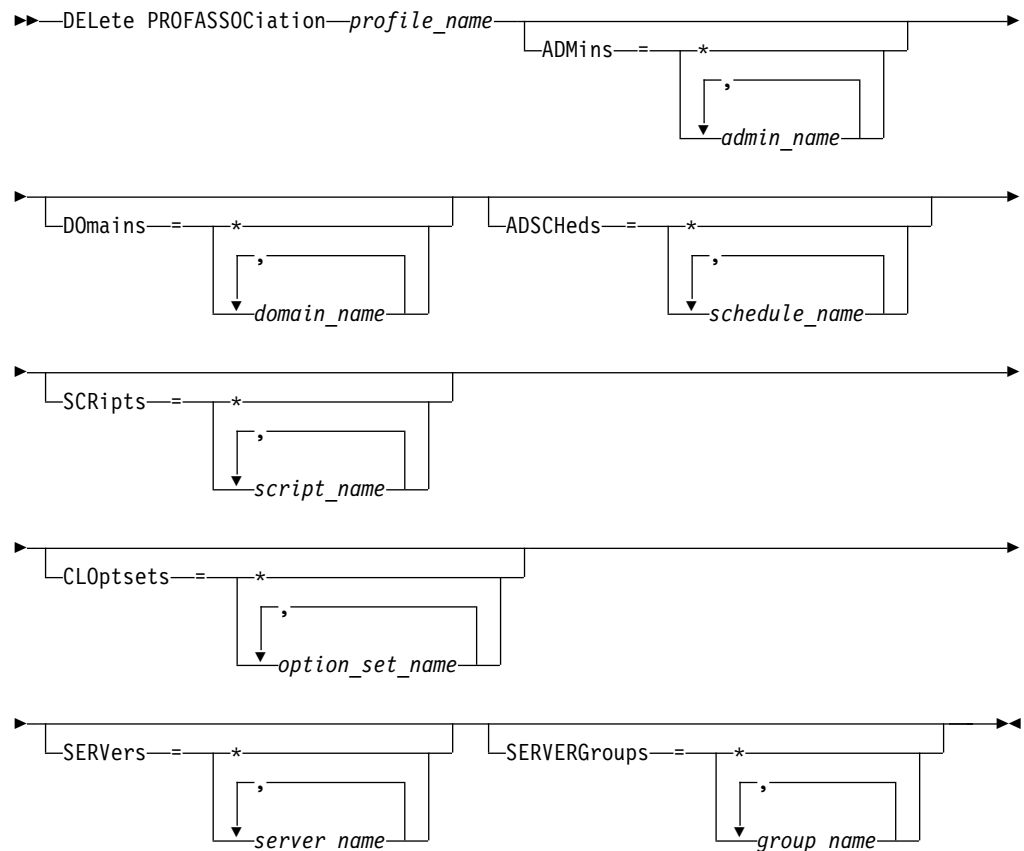 DELete PROFASSOCiation profile_name
ADMins = *
,
admin_name
DOmains = * ADSCHeds = *
, ,
domain_name schedule_name
SCRipts = *
,
script_name
CLOptsets = *
,
option_set_name
SERVers = * SERVERGroups = *
, ,
server_name group_name